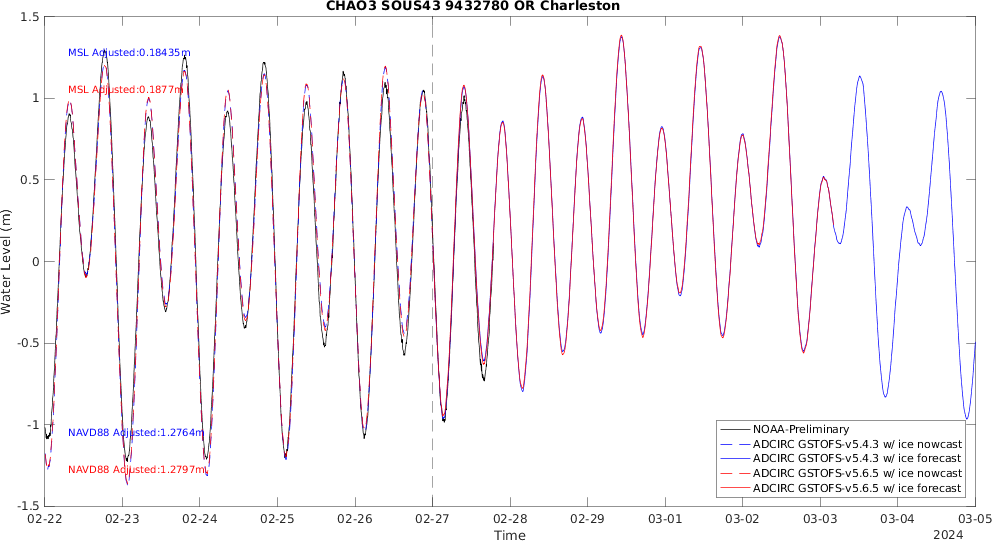 CHAO3 SOUS43 9432780 OR Charleston
1.5
1
0.5
0
-0.5
-1
-1.5
Water Level (m)
MSL Adjusted:0.18435m
MSL Adjusted:0.1877m
NAVD88 Adjusted:1.2764m
NAVD88 Adjusted:1.2797m
NOAA-Preliminary
ADCIRC GSTOFS-v5.4.3 w/ ice nowcast
ADCIRC GSTOFS-v5.4.3 w/ ice forecast
ADCIRC GSTOFS-v5.6.5 w/ ice nowcast
ADCIRC GSTOFS-v5.6.5 w/ ice forecast
02-22 02-23 02-24 02-25 02-26 02-27 02-28 02-29 03-01 03-02 03-03 03-04 03-05
Time
2024